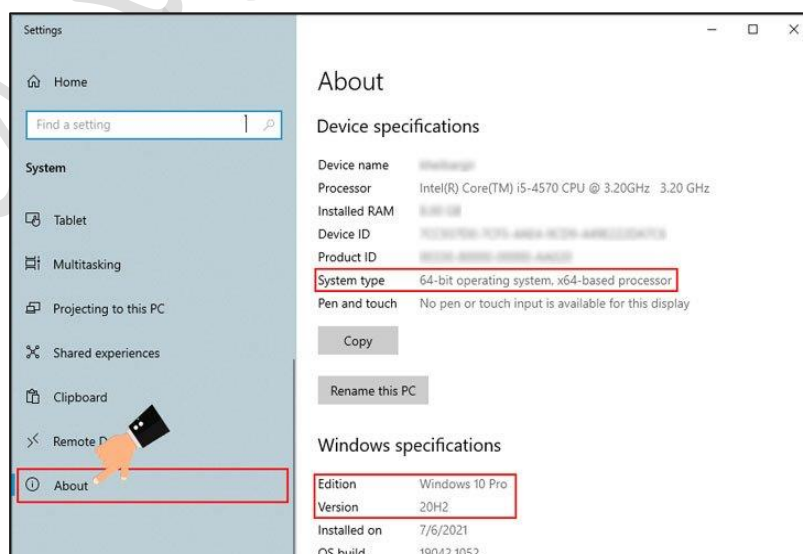 Settings
Home
Find a setting
System
Tablet
Multitasking
Projecting to this PC
Shared experiences
Clipboard
Remote D
About
About
Device specifications
Device name
Processor Intel(R) Core(TM) i5-4570 CPU @ 3.20GHz 3.20 GHz
Installed RAM
Device ID
Product ID
System type 64-bit operating system, x64-based processor
Pen and touch No pen or touch input is available for this display
Copy
Rename this PC
Windows specifications
Edition Windows 10 Pro
Version 20H2
Installed on 7/6/2021
OS build 19042.1052